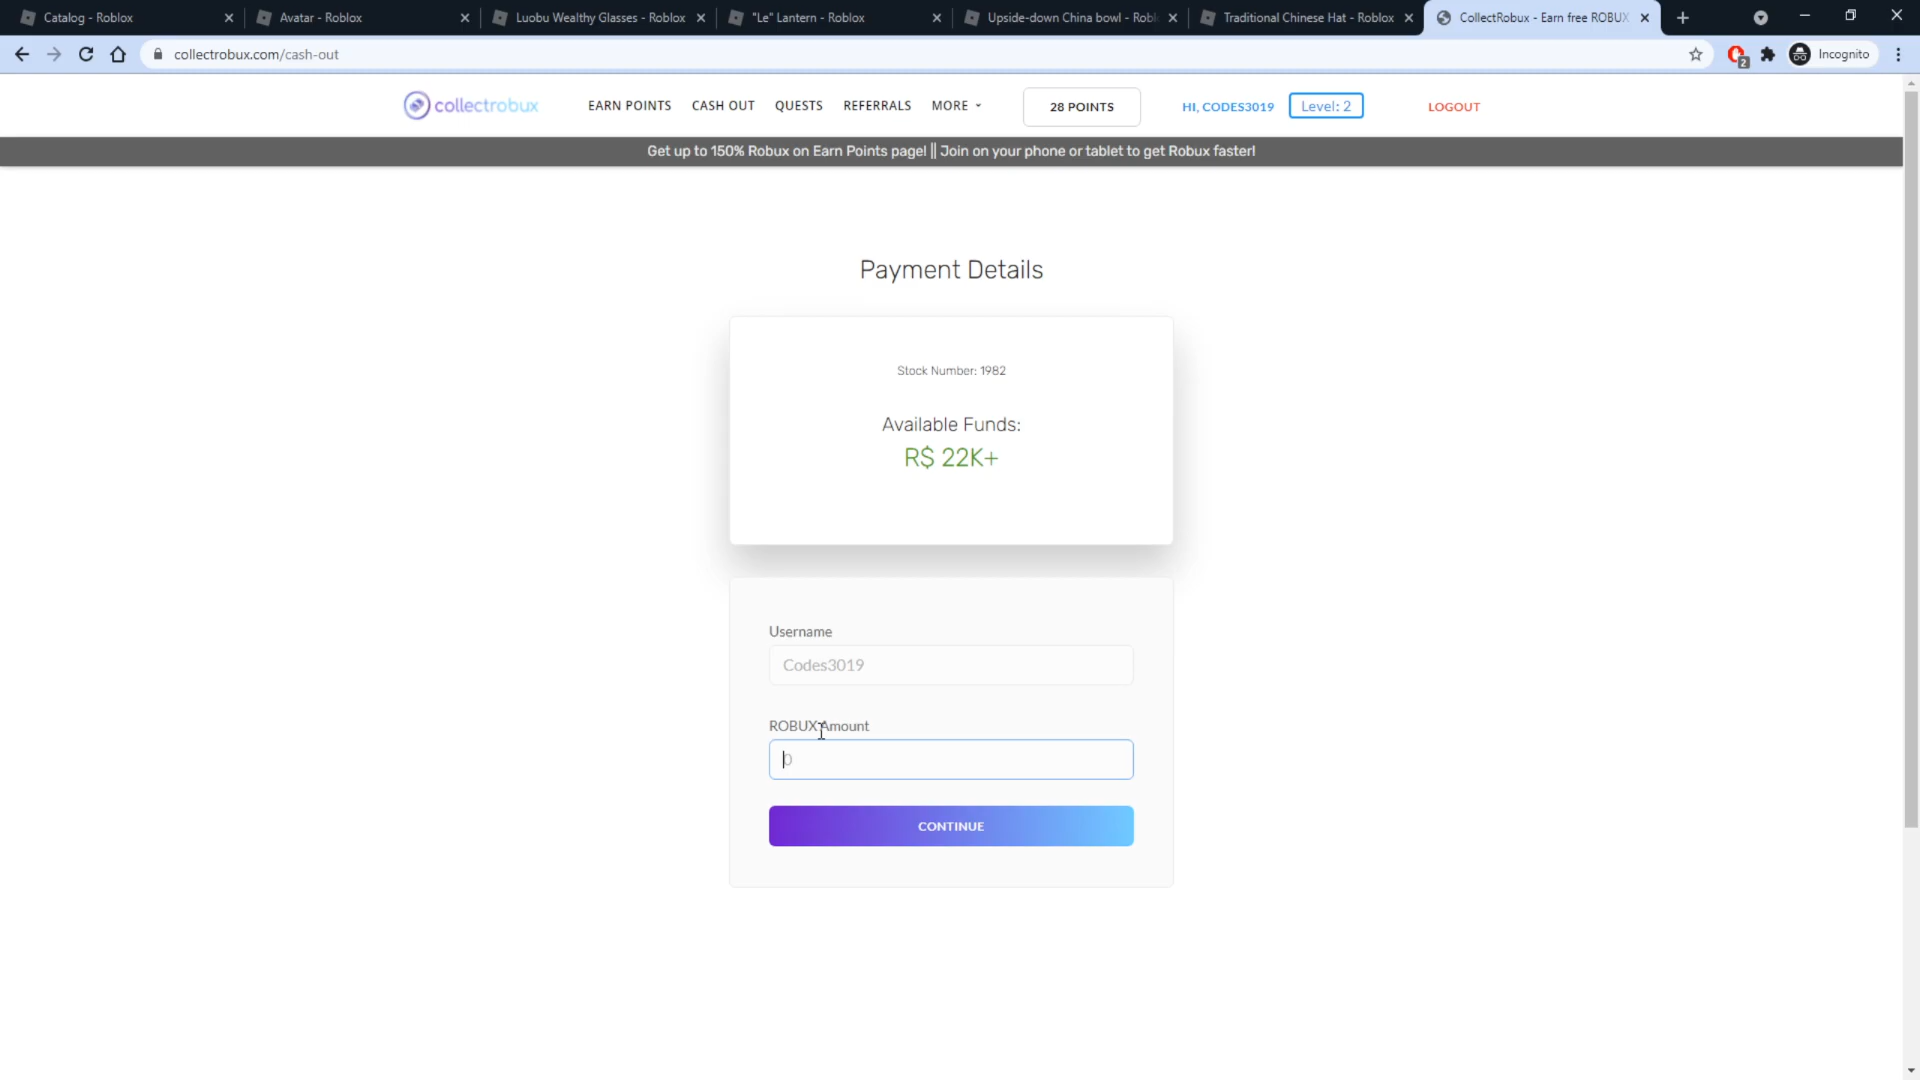 Catalog - Roblox
Avatar - Roblox
Luobu Wealthy Glasses - Roblox
"Le" Lantern - Roblox
Upside-down China bowl - Robl
Traditional Chinese Hat - Roblox
CollectRobux - Earn free ROBUX
collectrobux.com/cash-out
2
Incognito
collectrobux
EARN POINTS
CASH OUT
QUESTS
REFERRALS
MORE
28 POINTS
HI, CODES3019
Level: 2
LOGOUT
Get up to 150% Robux on Earn Points page! || Join on your phone or tablet to get Robux faster!
Payment Details
Stock Number: 1982
Available Funds:
R$ 22K+
Username
Codes3019
ROBUX Amount
0
CONTINUE